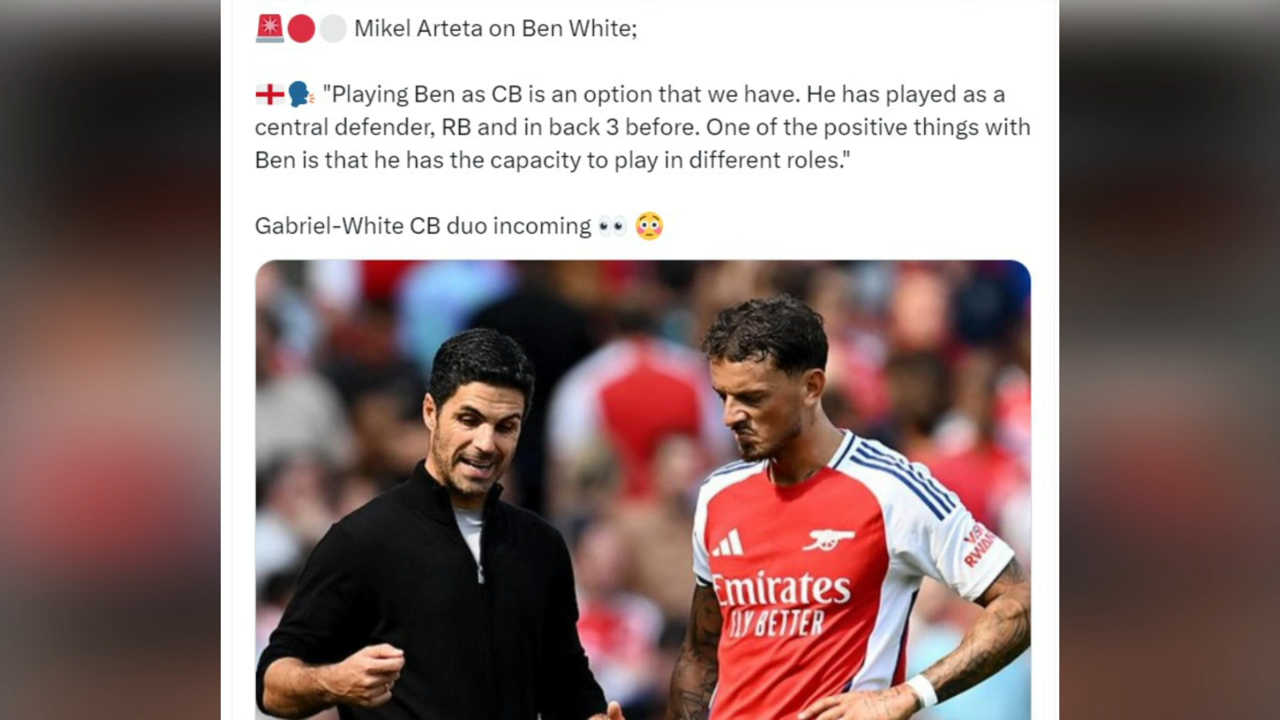 🚨🔴⚪ Mikel Arteta on Ben White;
🏴󠁧󠁢󠁥󠁮󠁧󠁿🗣️ "Playing Ben as CB is an option that we have. He has played as a
central defender, RB and in back 3 before. One of the positive things with
Ben is that he has the capacity to play in different roles."
Gabriel-White CB duo incoming 👀 😳
Emirates
FLY BETTER
VISIT
RWANDA